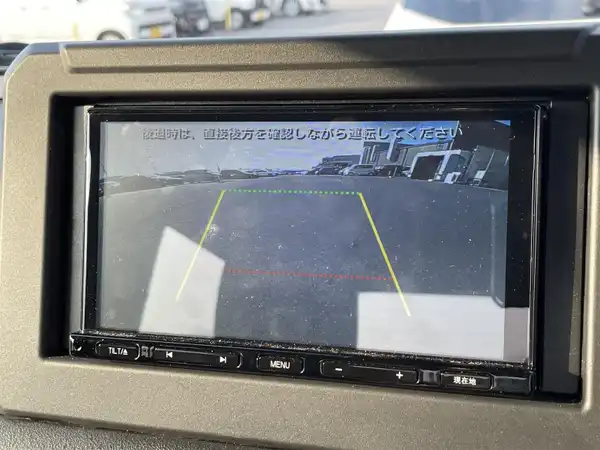 後退時は、直接後方を確認しながら運転してください
TILT/⏏ ⏮ ⏭ MENU − + 現在地